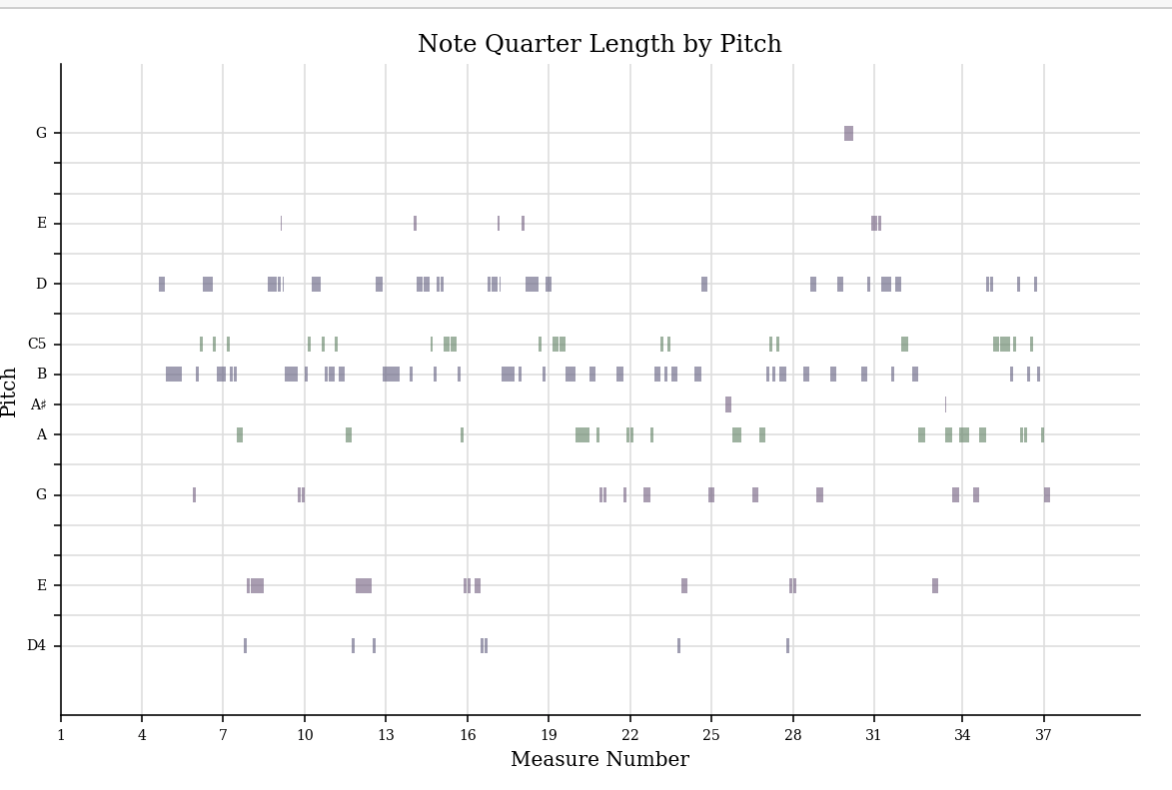 Note Quarter Length by Pitch
G
E
D
C5
B
A♯
A
G
E
D4
Pitch
1 4 7 10 13 16 19 22 25 28 31 34 37
Measure Number